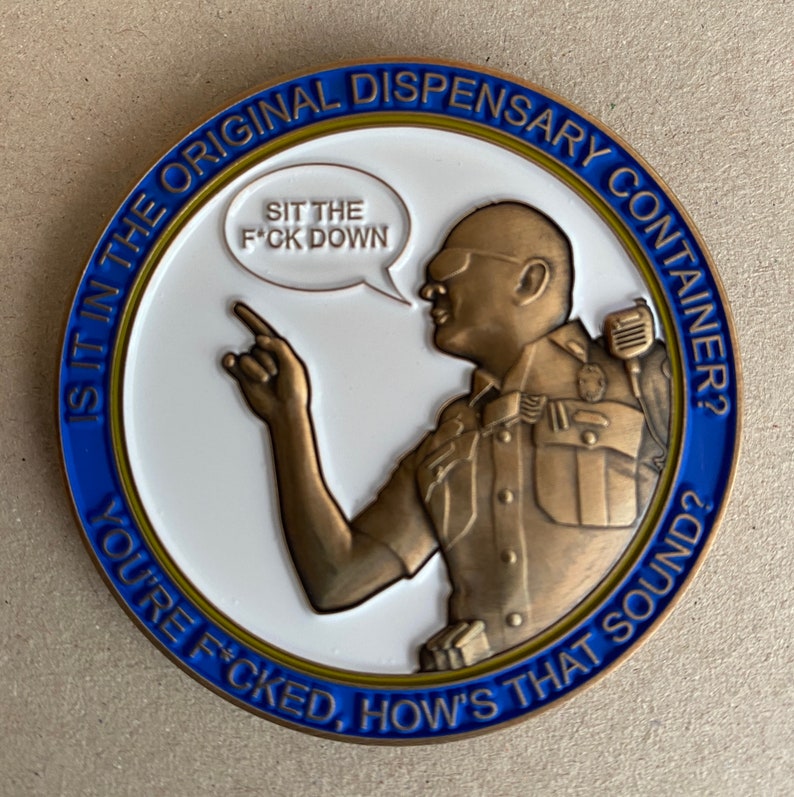 IS IT IN THE ORIGINAL DISPENSARY CONTAINER?
SIT THE
F*CK DOWN
YOU'RE F*CKED, HOW'S THAT SOUND?